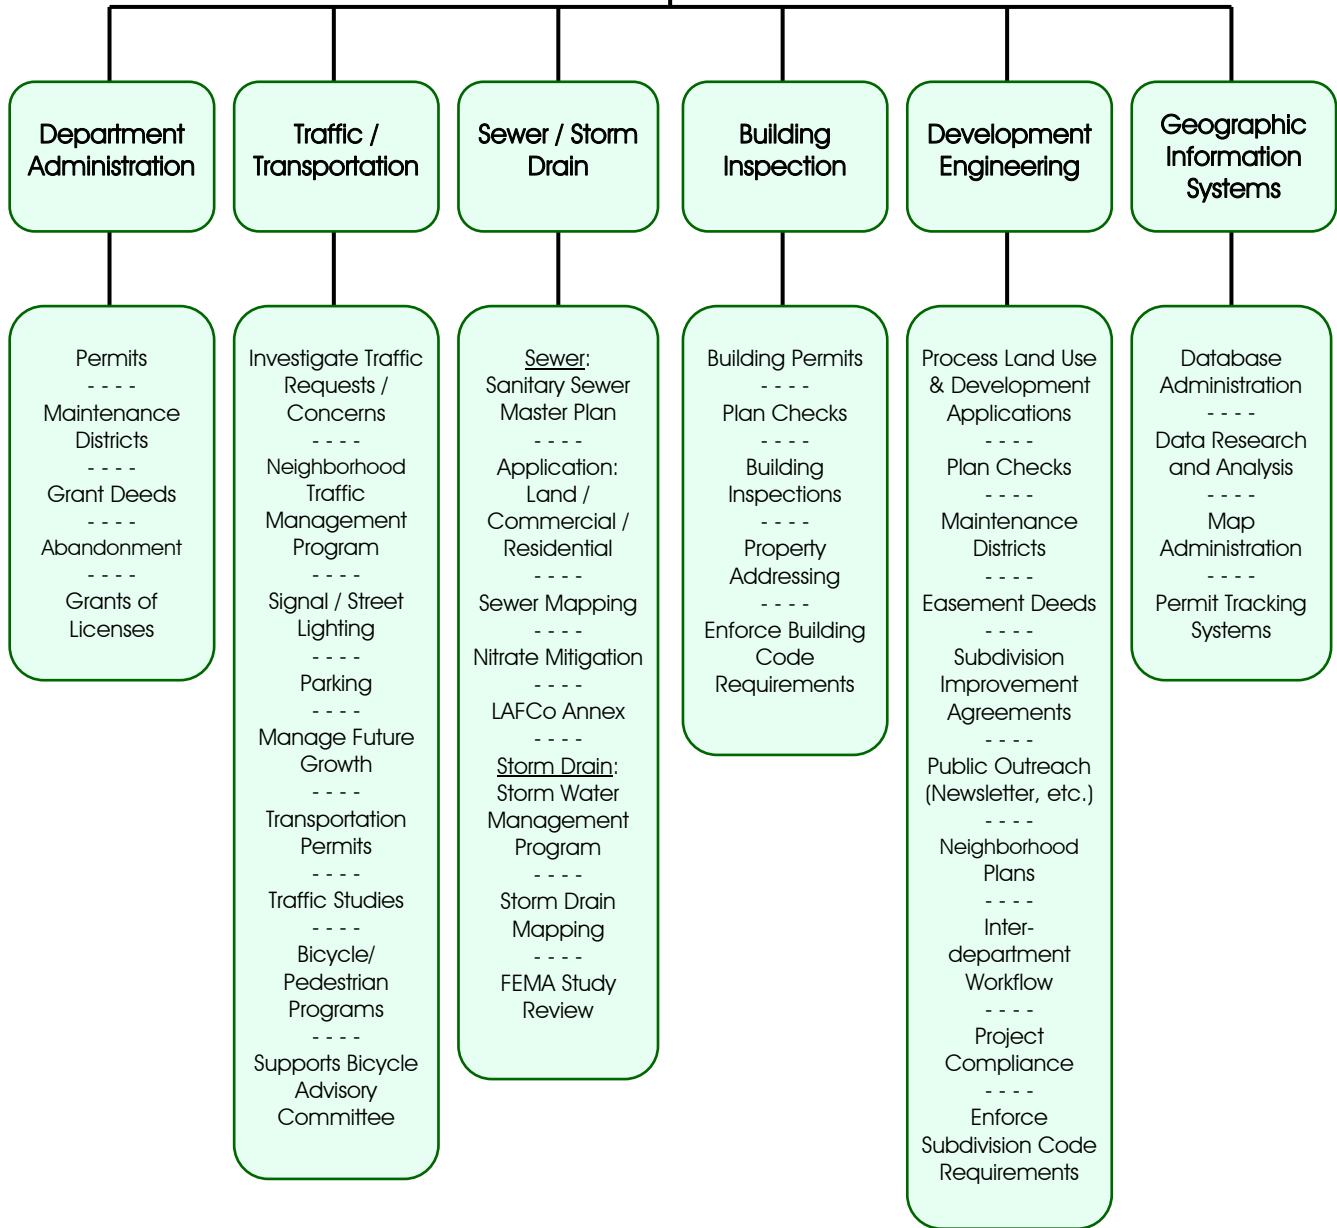 Department
Administration
Traffic /
Transportation
Sewer / Storm
Drain
Building
Inspection
Development
Engineering
Geographic
Information
Systems
Permits
- - - -
Maintenance
Districts
- - - -
Grant Deeds
- - - -
Abandonment
- - - -
Grants of
Licenses
Investigate Traffic
Requests /
Concerns
- - - -
Neighborhood
Traffic
Management
Program
- - - -
Signal / Street
Lighting
- - - -
Parking
- - - -
Manage Future
Growth
- - - -
Transportation
Permits
- - - -
Traffic Studies
- - - -
Bicycle/
Pedestrian
Programs
- - - -
Supports Bicycle
Advisory
Committee
Sewer:
Sanitary Sewer
Master Plan
- - - -
Application:
Land /
Commercial /
Residential
- - - -
Sewer Mapping
- - - -
Nitrate Mitigation
- - - -
LAFCo Annex
- - - -
Storm Drain:
Storm Water
Management
Program
- - - -
Storm Drain
Mapping
- - - -
FEMA Study
Review
Building Permits
- - - -
Plan Checks
- - - -
Building
Inspections
- - - -
Property
Addressing
- - - -
Enforce Building
Code
Requirements
Process Land Use
& Development
Applications
- - - -
Plan Checks
- - - -
Maintenance
Districts
- - - -
Easement Deeds
- - - -
Subdivision
Improvement
Agreements
- - - -
Public Outreach
(Newsletter, etc.)
- - - -
Neighborhood
Plans
- - - -
Inter-
department
Workflow
- - - -
Project
Compliance
- - - -
Enforce
Subdivision Code
Requirements
Database
Administration
- - - -
Data Research
and Analysis
- - - -
Map
Administration
- - - -
Permit Tracking
Systems